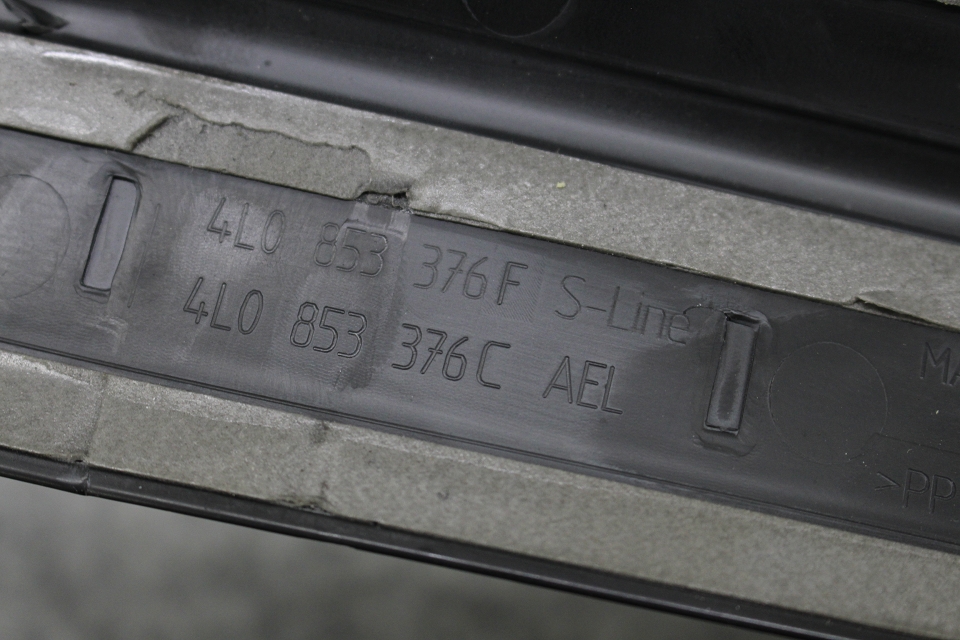 4L0 853 376F S-Line
4L0 853 376C AEL
>PP